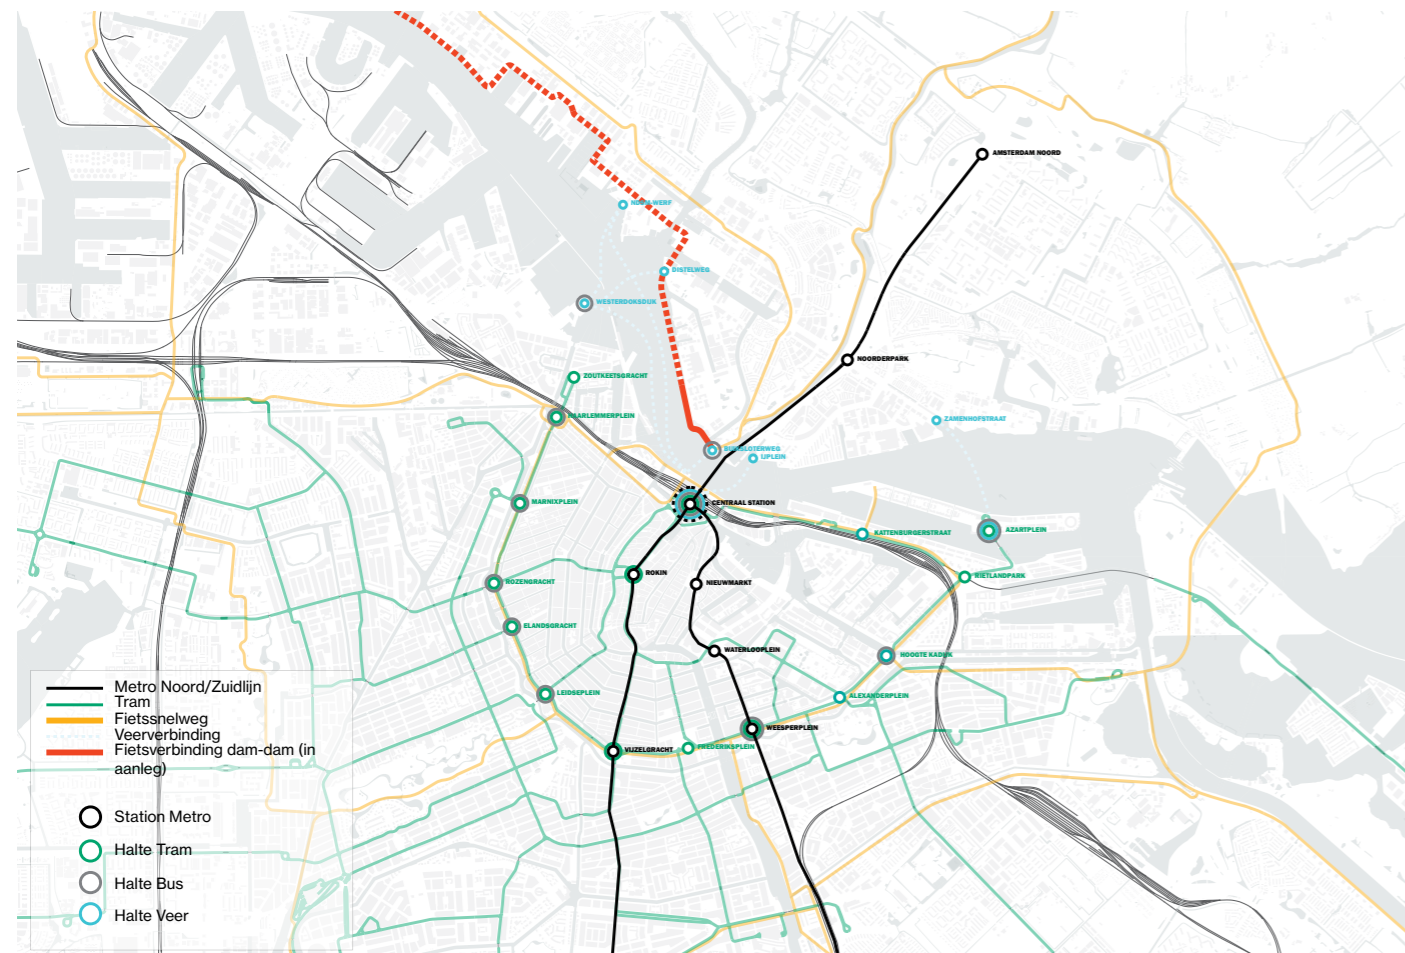 AMSTERDAM NOORD
NDSM-WERF
DISTELWEG
WESTERDOKSDIJK
NOORDERPARK
ZOUTKEETSGRACHT
HAARLEMMERPLEIN
ZAMENHOFSTRAAT
BUIKSLOTERWEG
IJPLEIN
MARNIXPLEIN
CENTRAAL STATION
KATTENBURGERSTRAAT
AZARTPLEIN
ROKIN
NIEUWMARKT
RIETLANDPARK
ROZENGRACHT
ELANDSGRACHT
WATERLOOPLEIN
HOOGTE KADIJK
LEIDSEPLEIN
ALEXANDERPLEIN
WEESPERPLEIN
VIJZELGRACHT
FREDERIKSPLEIN
Metro Noord/Zuidlijn
Tram
Fietssnelweg
Veerverbinding
Fietsverbinding dam-dam (in
aanleg)
Station Metro
Halte Tram
Halte Bus
Halte Veer